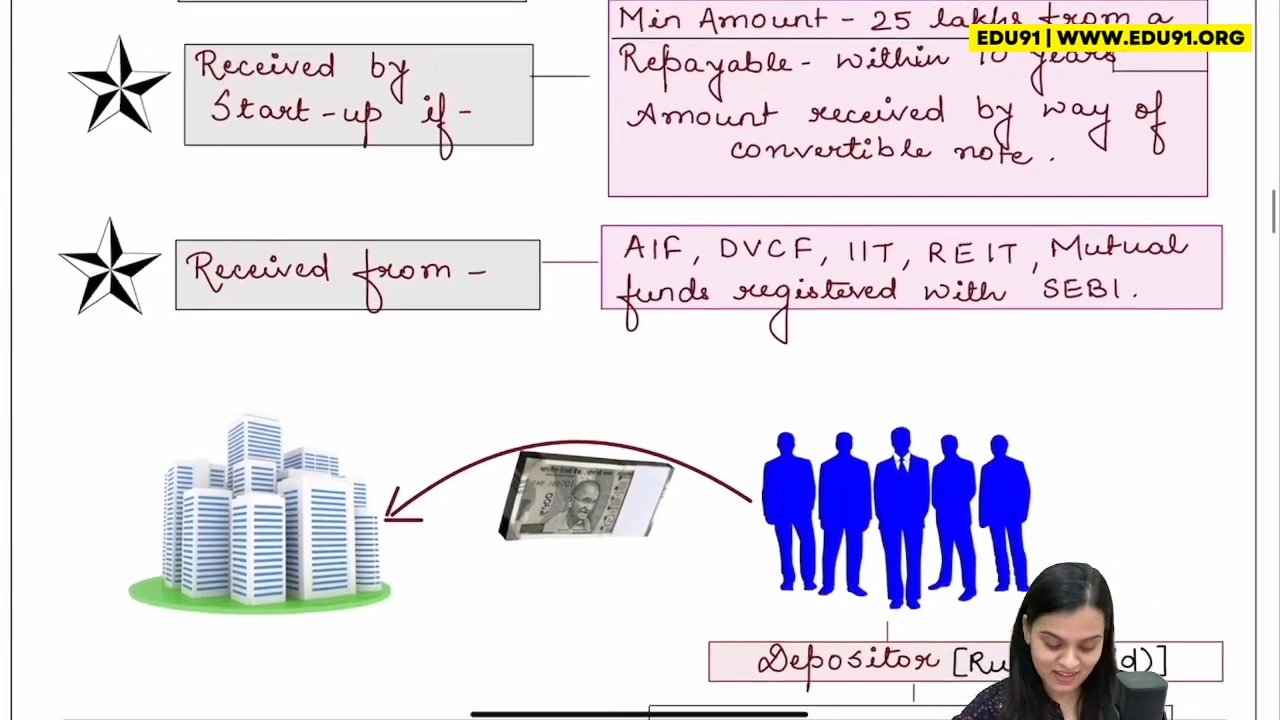 Min Amount - 25 lakhs from a
EDU91 | WWW.EDU91.ORG
Received by
Start-up if-
Repayable - within 10 years
Amount received by way of
convertible note.
Received from -
AIF, DVCF, IIT, REIT, Mutual
funds registered with SEBI.
Depositor [Ru d)]